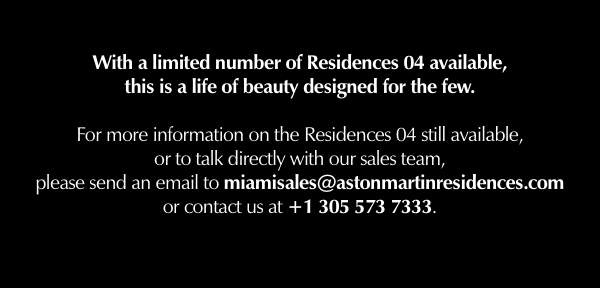 With a limited number of Residences 04 available,
this is a life of beauty designed for the few.
For more information on the Residences 04 still available,
or to talk directly with our sales team,
please send an email to miamisales@astonmartinresidences.com
or contact us at +1 305 573 7333.